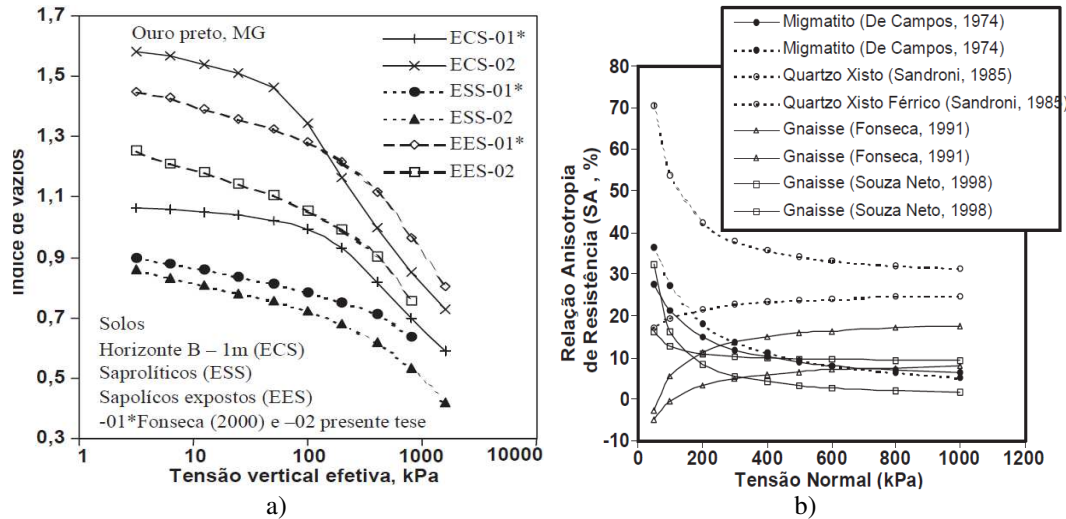 1,7
1,5
1,3
1,1
0,9
0,7
0,5
0,3
Índice de vazios
Ouro preto, MG
ECS-01*
ECS-02
ESS-01*
ESS-02
EES-01*
EES-02
Solos
Horizonte B – 1m (ECS)
Saprolíticos (ESS)
Sapolícos expostos (EES)
-01*Fonseca (2000) e –02 presente tese
1 10 100 1000 10000
Tensão vertical efetiva, kPa
a)
Migmatito (De Campos, 1974)
Migmatito (De Campos, 1974)
Quartzo Xisto (Sandroni, 1985)
Quartzo Xisto Férrico (Sandroni, 1985)
Gnaisse (Fonseca, 1991)
Gnaisse (Fonseca, 1991)
Gnaisse (Souza Neto, 1998)
Gnaisse (Souza Neto, 1998)
80
70
60
50
40
30
20
10
0
-10
Relação Anisotropia
de Resistência (SA , %)
0 200 400 600 800 1000 1200
Tensão Normal (kPa)
b)